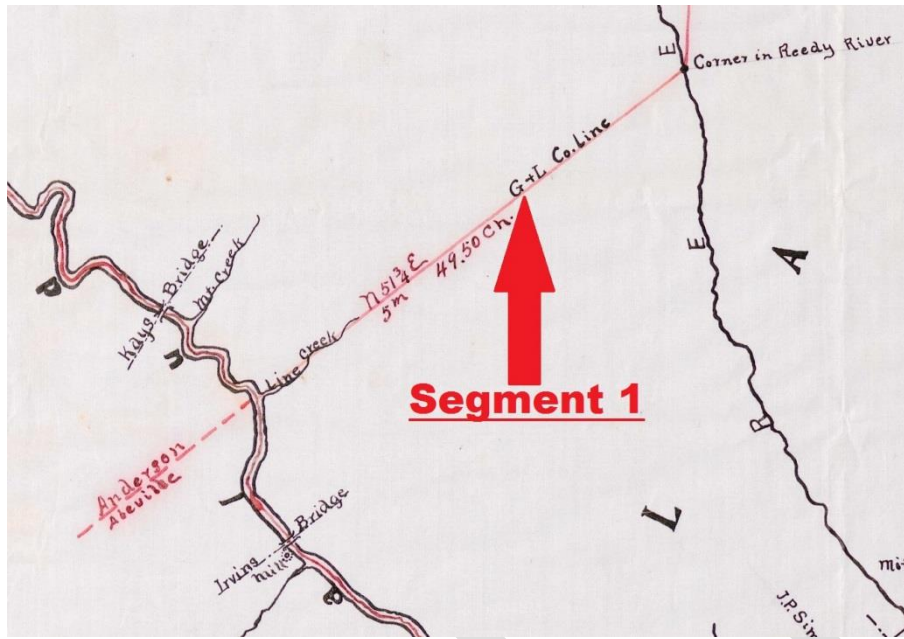 E
Corner in Reedy River
G+L Co. Line
N 51¾ E
49.50 Ch.
5m
E
A
Kays Bridge
Mt. Creek
D
n
Line Creek
Segment 1
R
Anderson
Abeville
L
Irving Bridge
Mill
J.P. Sim